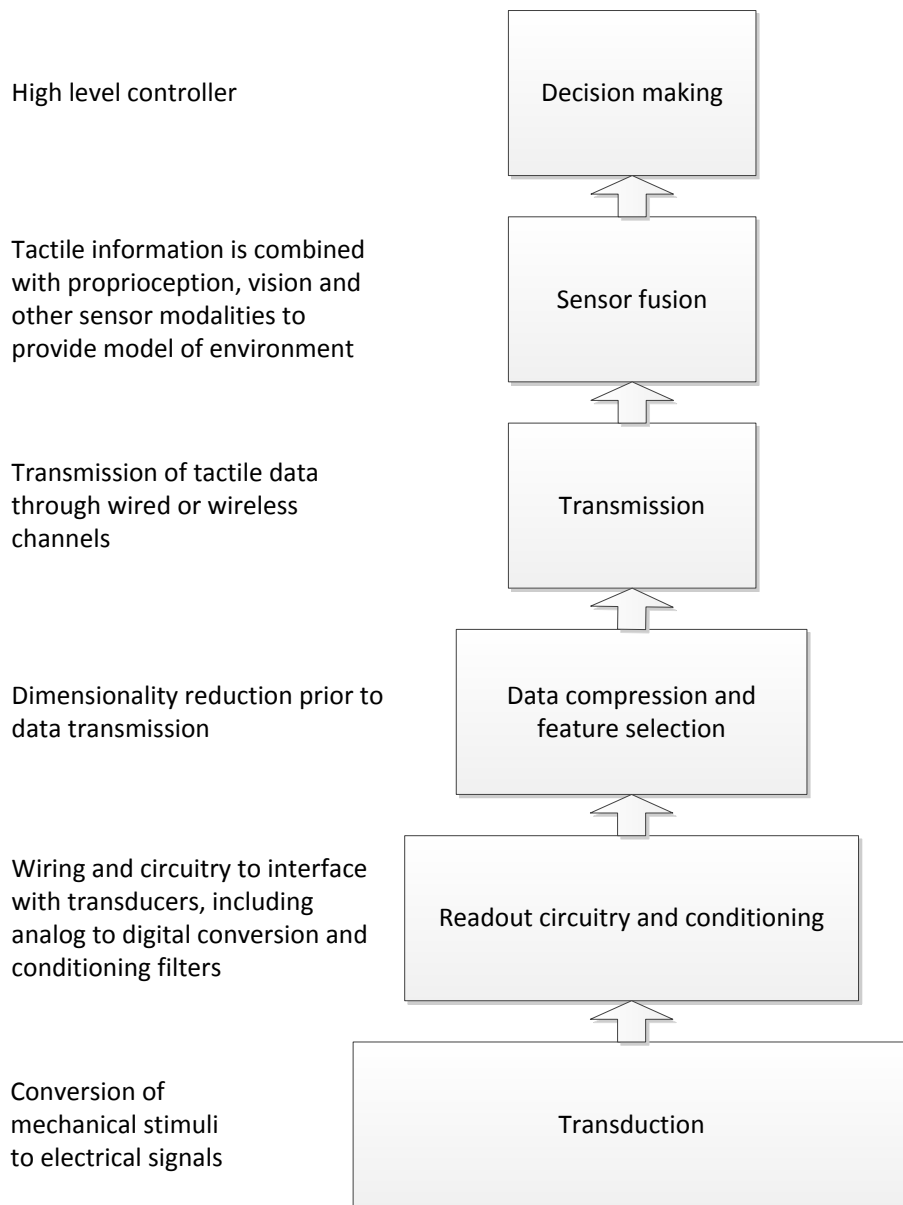 High level controller
Decision making
Tactile information is combined
with proprioception, vision and
other sensor modalities to
provide model of environment
Sensor fusion
Transmission of tactile data
through wired or wireless
channels
Transmission
Dimensionality reduction prior to
data transmission
Data compression and
feature selection
Wiring and circuitry to interface
with transducers, including
analog to digital conversion and
conditioning filters
Readout circuitry and conditioning
Conversion of
mechanical stimuli
to electrical signals
Transduction